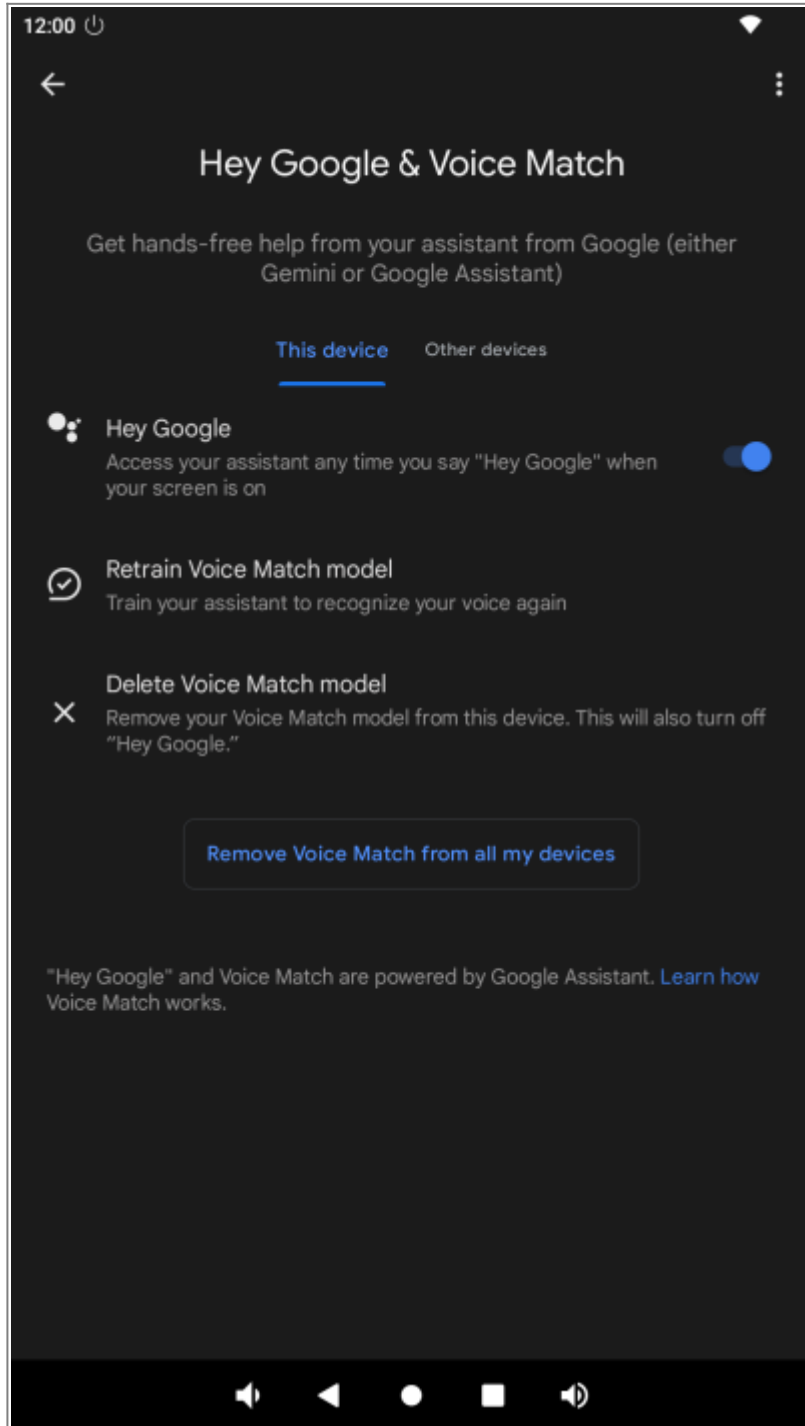 12:00
Hey Google & Voice Match
Get hands-free help from your assistant from Google (either
Gemini or Google Assistant)
This device
Other devices
Hey Google
Access your assistant any time you say "Hey Google" when
your screen is on
Retrain Voice Match model
Train your assistant to recognize your voice again
Delete Voice Match model
Remove your Voice Match model from this device. This will also turn off
“Hey Google.”
Remove Voice Match from all my devices
"Hey Google" and Voice Match are powered by Google Assistant. Learn how
Voice Match works.